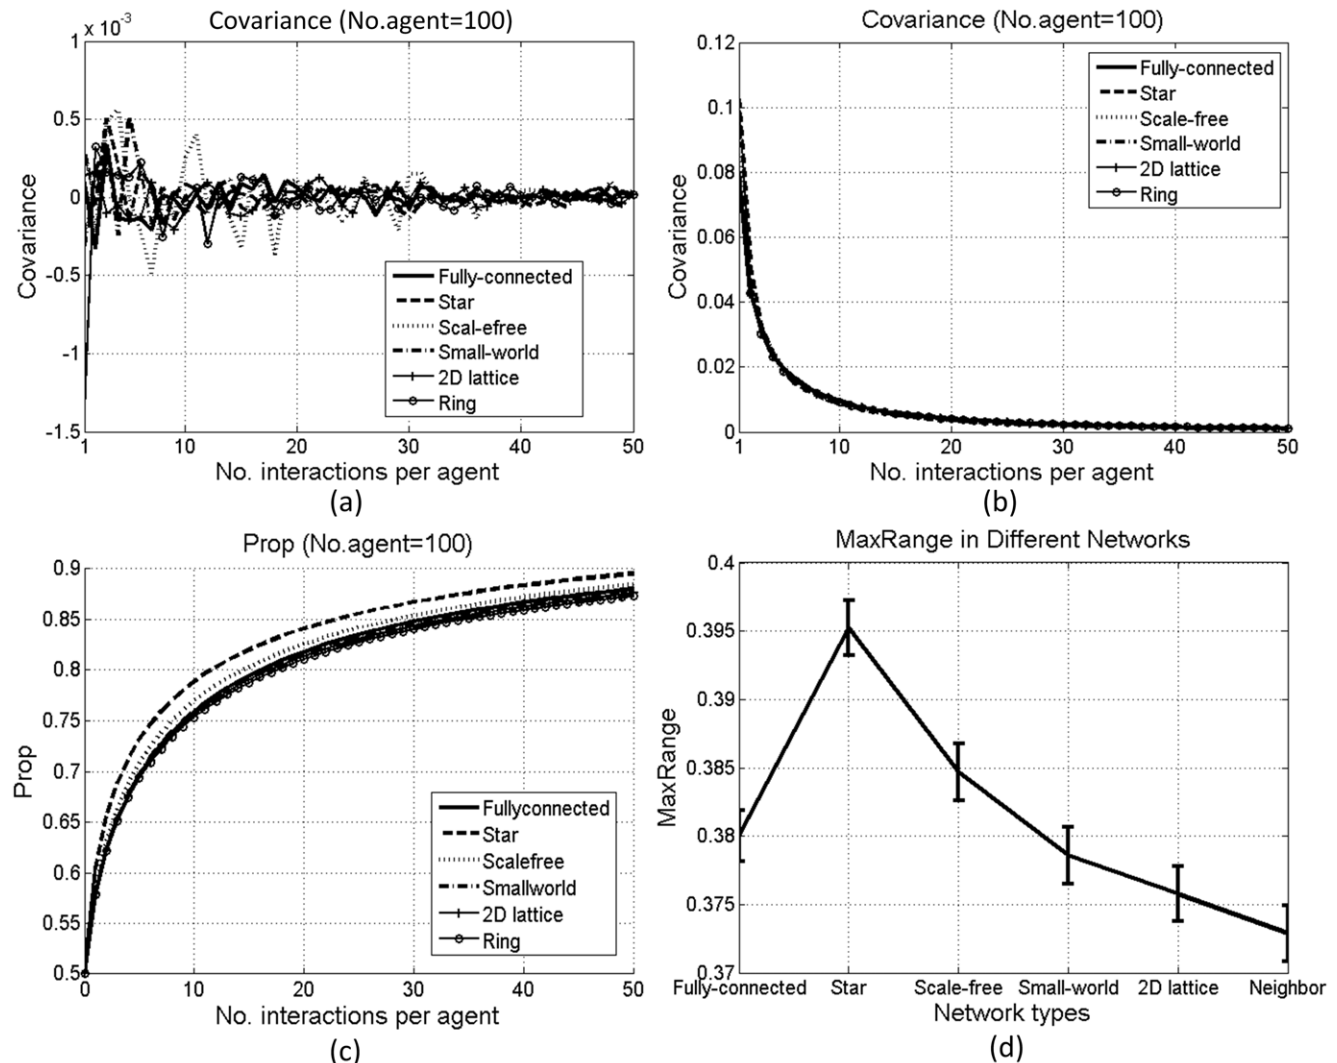 Covariance (No.agent=100)
1 x 10⁻³
1
0.5
0
-0.5
-1
-1.5
Covariance
Fully-connected
Star
Scal-efree
Small-world
2D lattice
Ring
1 10 20 30 40 50
No. interactions per agent
(a)
Covariance (No.agent=100)
0.12
0.1
0.08
0.06
0.04
0.02
0
Covariance
Fully-connected
Star
Scale-free
Small-world
2D lattice
Ring
1 10 20 30 40 50
No. interactions per agent
(b)
Prop (No.agent=100)
0.9
0.85
0.8
0.75
0.7
0.65
0.6
0.55
0.5
Prop
Fullyconnected
Star
Scalefree
Smallworld
2D lattice
Ring
0 10 20 30 40 50
No. interactions per agent
(c)
MaxRange in Different Networks
0.4
0.395
0.39
0.385
0.38
0.375
0.37
MaxRange
Fully-connected Star Scale-free Small-world 2D lattice Neighbor
Network types
(d)